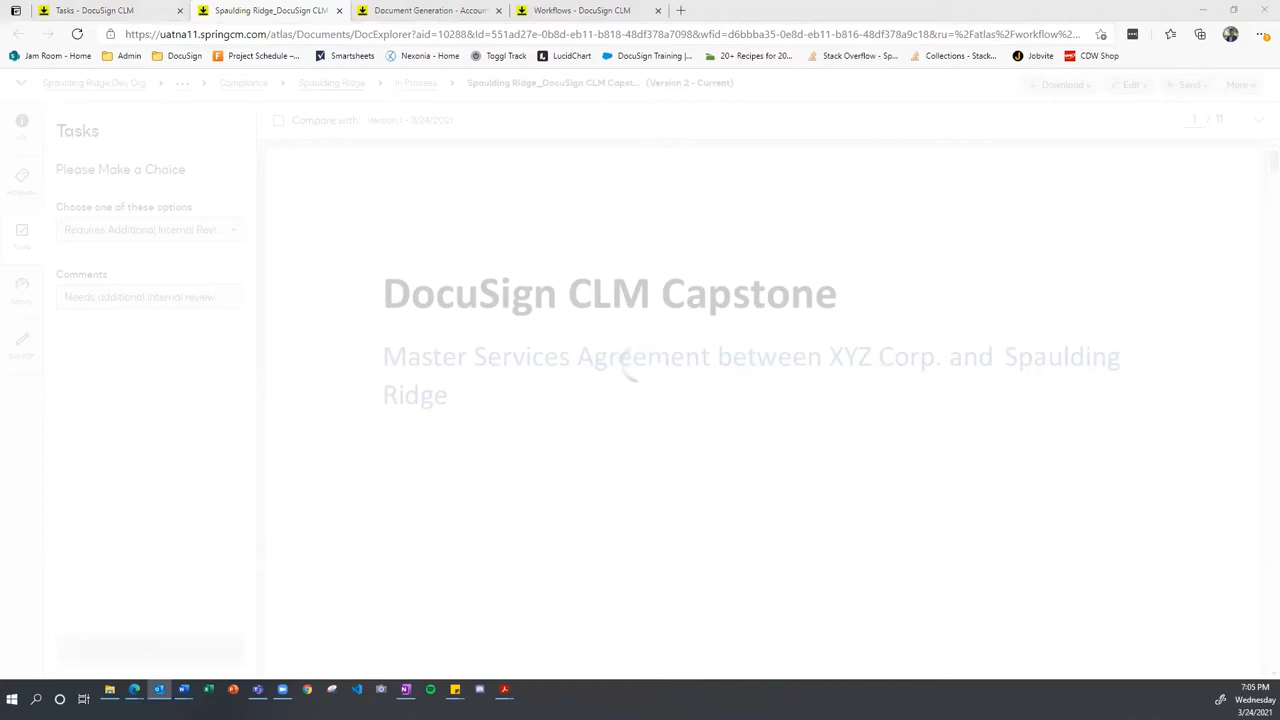 Tasks - DocuSign CLM
Spaulding Ridge_DocuSign CLM
Document Generation - Account
Workflows - DocuSign CLM
https://uatna11.springcm.com/atlas/Documents/DocExplorer?aid=10288&Id=551ad27e-0b8d-eb11-b818-48df378a7098&wfid=d6bbba35-0e8d-eb11-b816-48df378a9c18&ru=%2Fatlas%2Fworkflow%2...
Jam Room - Home
Admin
DocuSign
Project Schedule -...
Smartsheets
Nexonia - Home
Toggl Track
LucidChart
DocuSign Training |...
20+ Recipes for 20...
Stack Overflow - Sp...
Collections - Stack...
Jobvite
CDW Shop
Spaulding Ridge Dev Org
...
Compliance
Spaulding Ridge
In Process
Spaulding Ridge_DocuSign CLM Capst... (Version 2 - Current)
Download
Edit
Send
More
Tasks
Compare with: Version 1 - 3/24/2021
1 / 11
Please Make a Choice
Choose one of these options
Requires Additional Internal Revi...
Tasks
Comments
Needs additional internal review
Activity
DocuSign CLM Capstone
Master Services Agreement between XYZ Corp. and Spaulding
Ridge
7:05 PM
Wednesday
3/24/2021